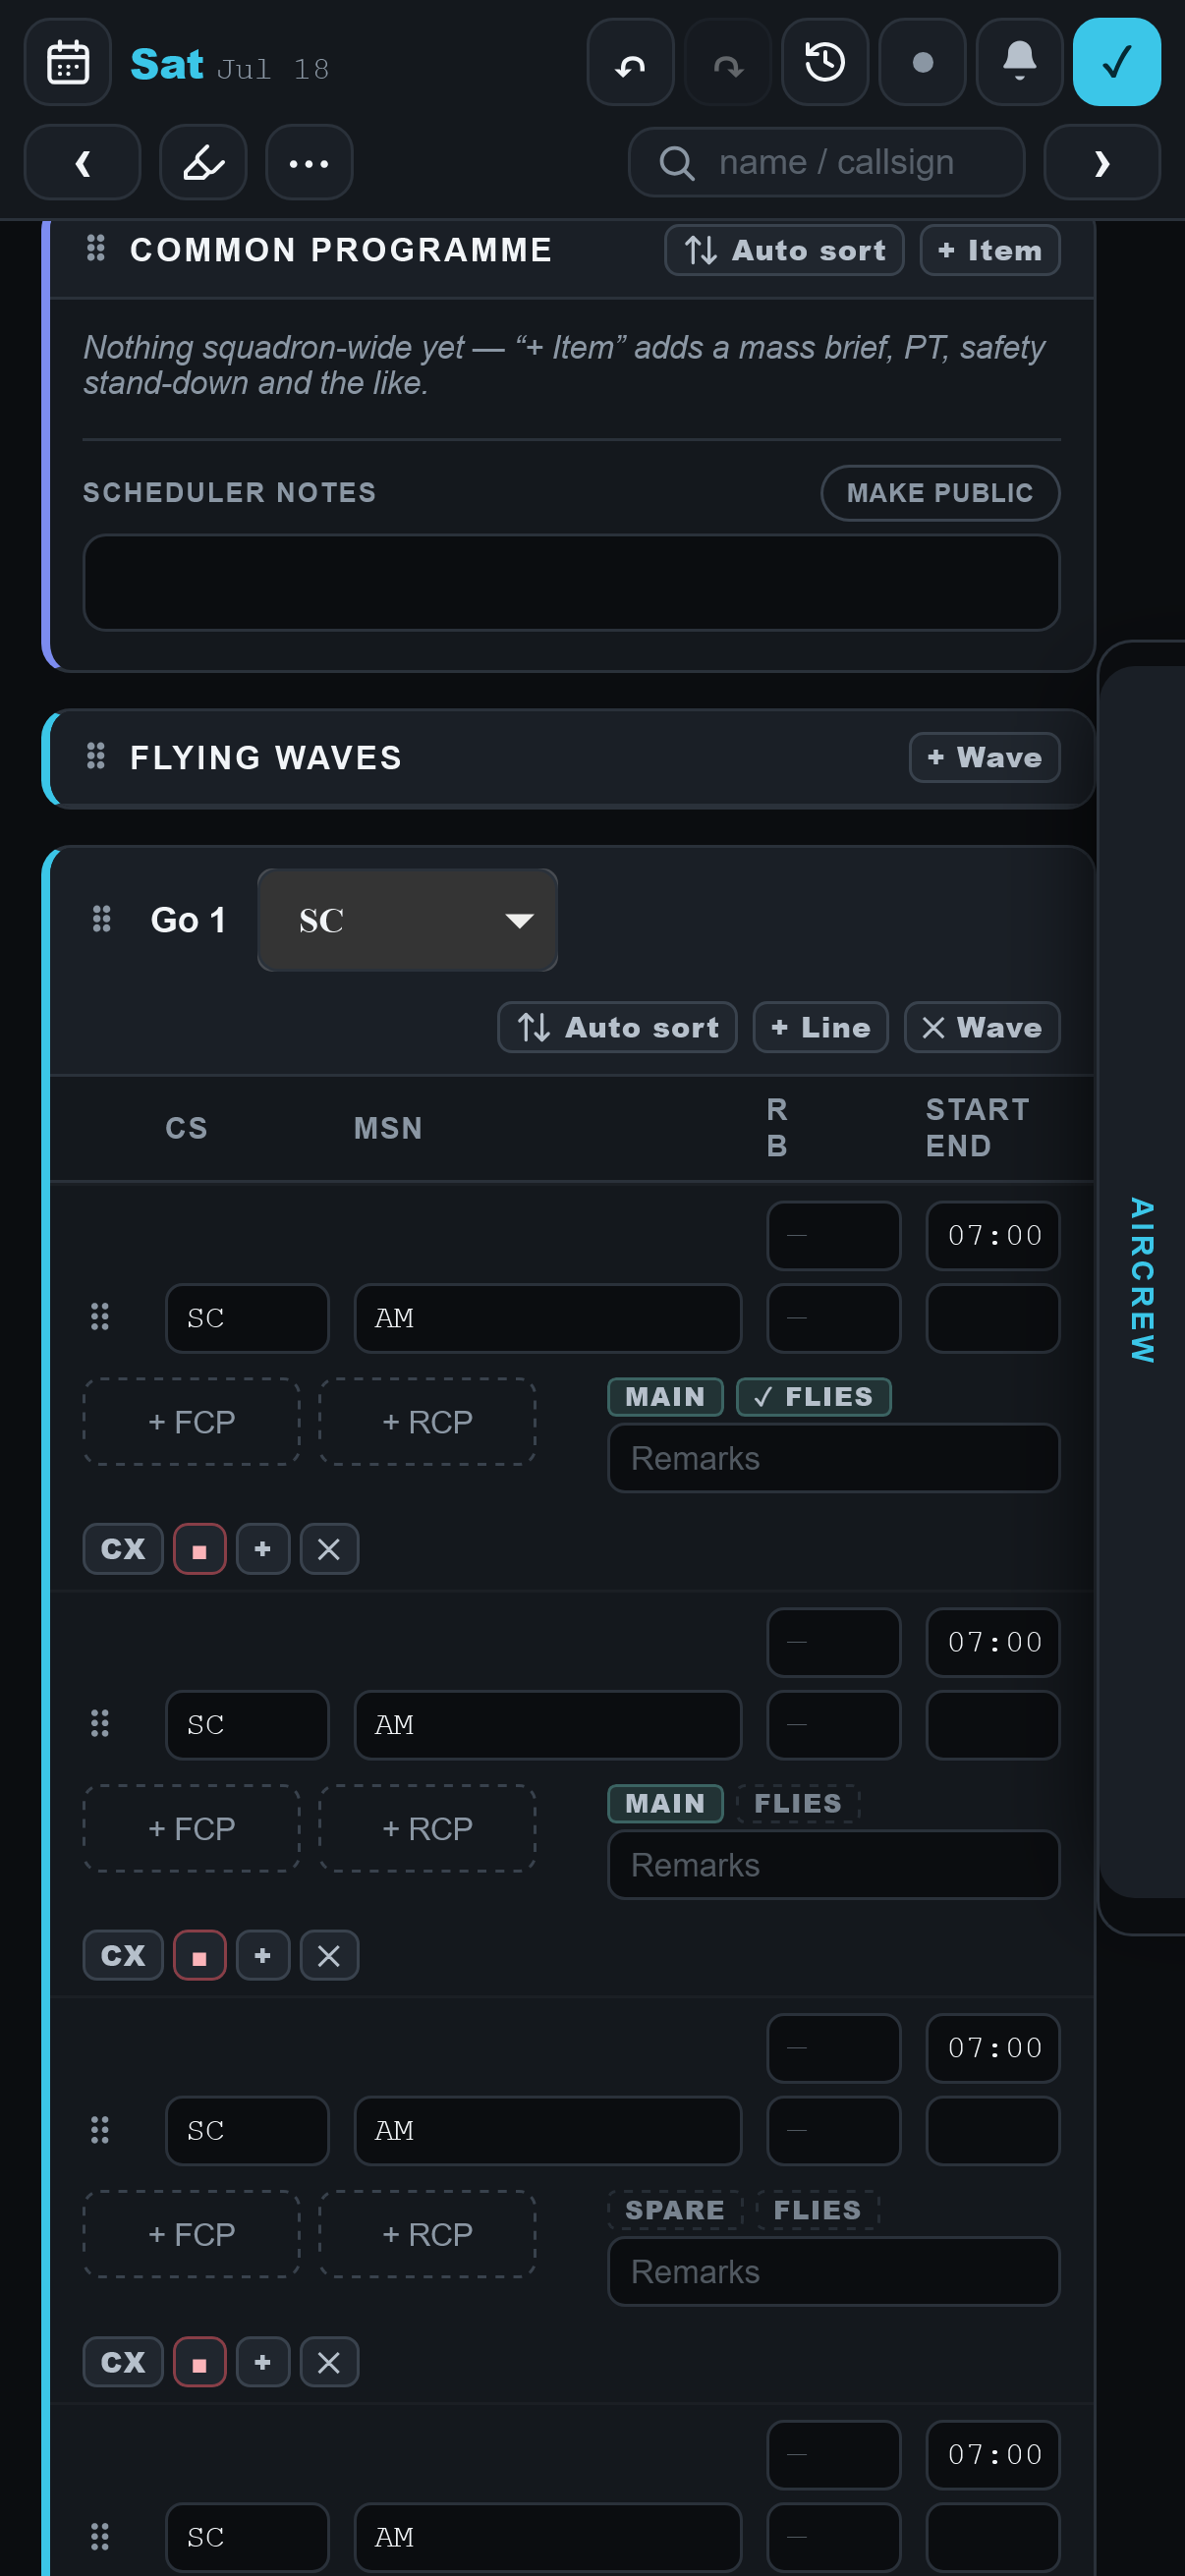 Sat Jul 18
name / callsign
COMMON PROGRAMME Auto sort + Item
Nothing squadron-wide yet — “+ Item” adds a mass brief, PT, safety
stand-down and the like.
SCHEDULER NOTES MAKE PUBLIC
FLYING WAVES + Wave
Go 1 SC
Auto sort + Line × Wave
CS MSN R START
B END
— 07:00
SC AM —
+ FCP + RCP MAIN ✓ FLIES
Remarks
CX + ×
— 07:00
SC AM —
+ FCP + RCP MAIN FLIES
Remarks
CX + ×
— 07:00
SC AM —
+ FCP + RCP SPARE FLIES
Remarks
CX + ×
— 07:00
SC AM —
AIRCREW